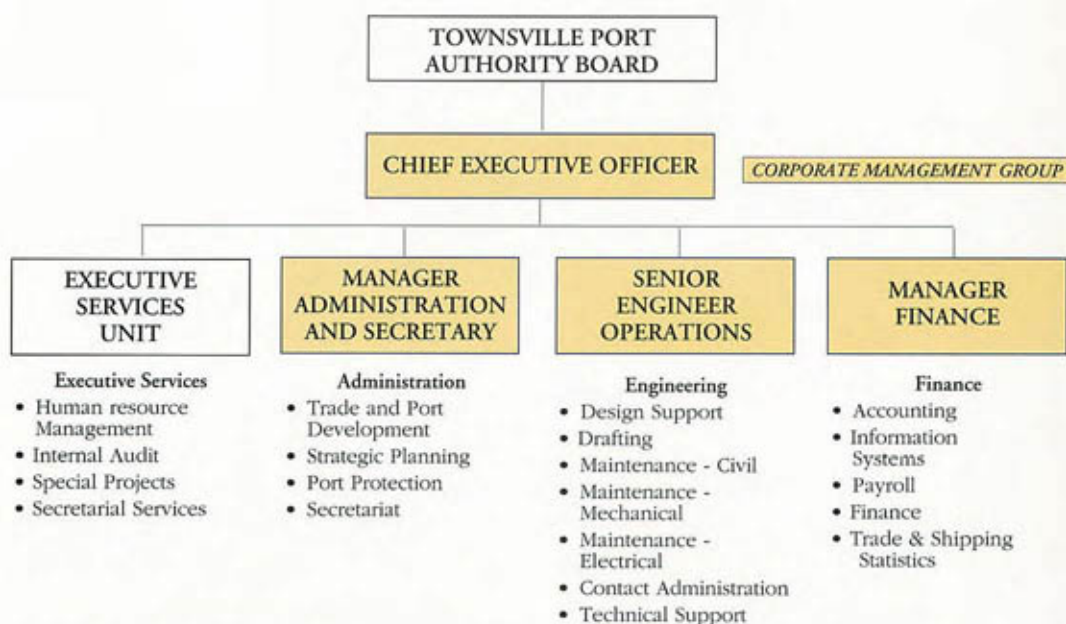 TOWNSVILLE PORT
AUTHORITY BOARD
CHIEF EXECUTIVE OFFICER
CORPORATE MANAGEMENT GROUP
EXECUTIVE
SERVICES
UNIT
MANAGER
ADMINISTRATION
AND SECRETARY
SENIOR
ENGINEER
OPERATIONS
MANAGER
FINANCE
Executive Services
• Human resource
Management
• Internal Audit
• Special Projects
• Secretarial Services
Administration
• Trade and Port
Development
• Strategic Planning
• Port Protection
• Secretariat
Engineering
• Design Support
• Drafting
• Maintenance - Civil
• Maintenance -
Mechanical
• Maintenance -
Electrical
• Contact Administration
• Technical Support
Finance
• Accounting
• Information
Systems
• Payroll
• Finance
• Trade & Shipping
Statistics